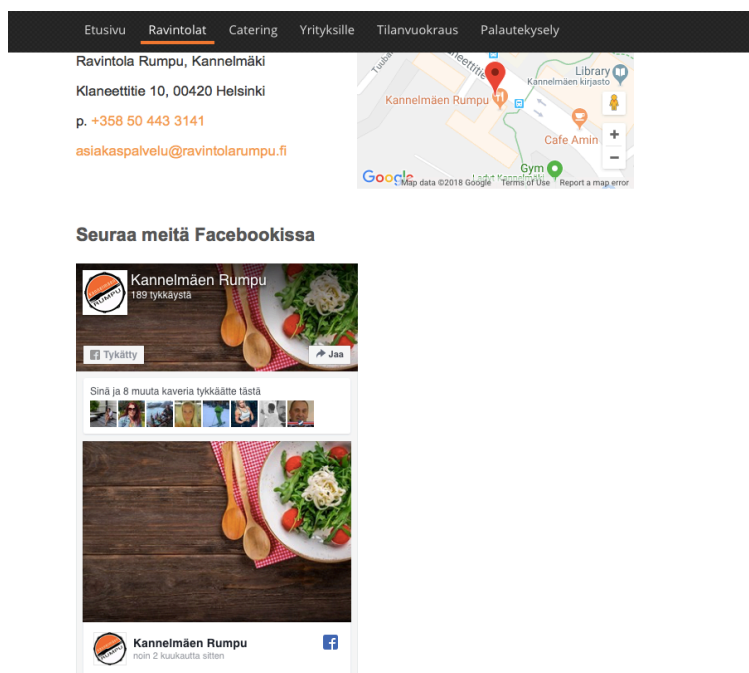 Etusivu Ravintolat Catering Yrityksille Tilanvuokraus Palautekysely
Ravintola Rumpu, Kannelmäki
Klaneettitie 10, 00420 Helsinki
p. +358 50 443 3141
asiakaspalvelu@ravintolarumpu.fi
Library
Kannelmäen kirjasto
Kannelmäen Rumpu
Cafe Amin
+
−
Gym
Google
Map data ©2018 Google Terms of Use Report a map error
Seuraa meitä Facebookissa
RUMPU
Kannelmäen Rumpu
189 tykkäystä
Tykätty
Jaa
Sinä ja 8 muuta kaveria tykkäätte tästä
RUMPU
Kannelmäen Rumpu
noin 2 kuukautta sitten